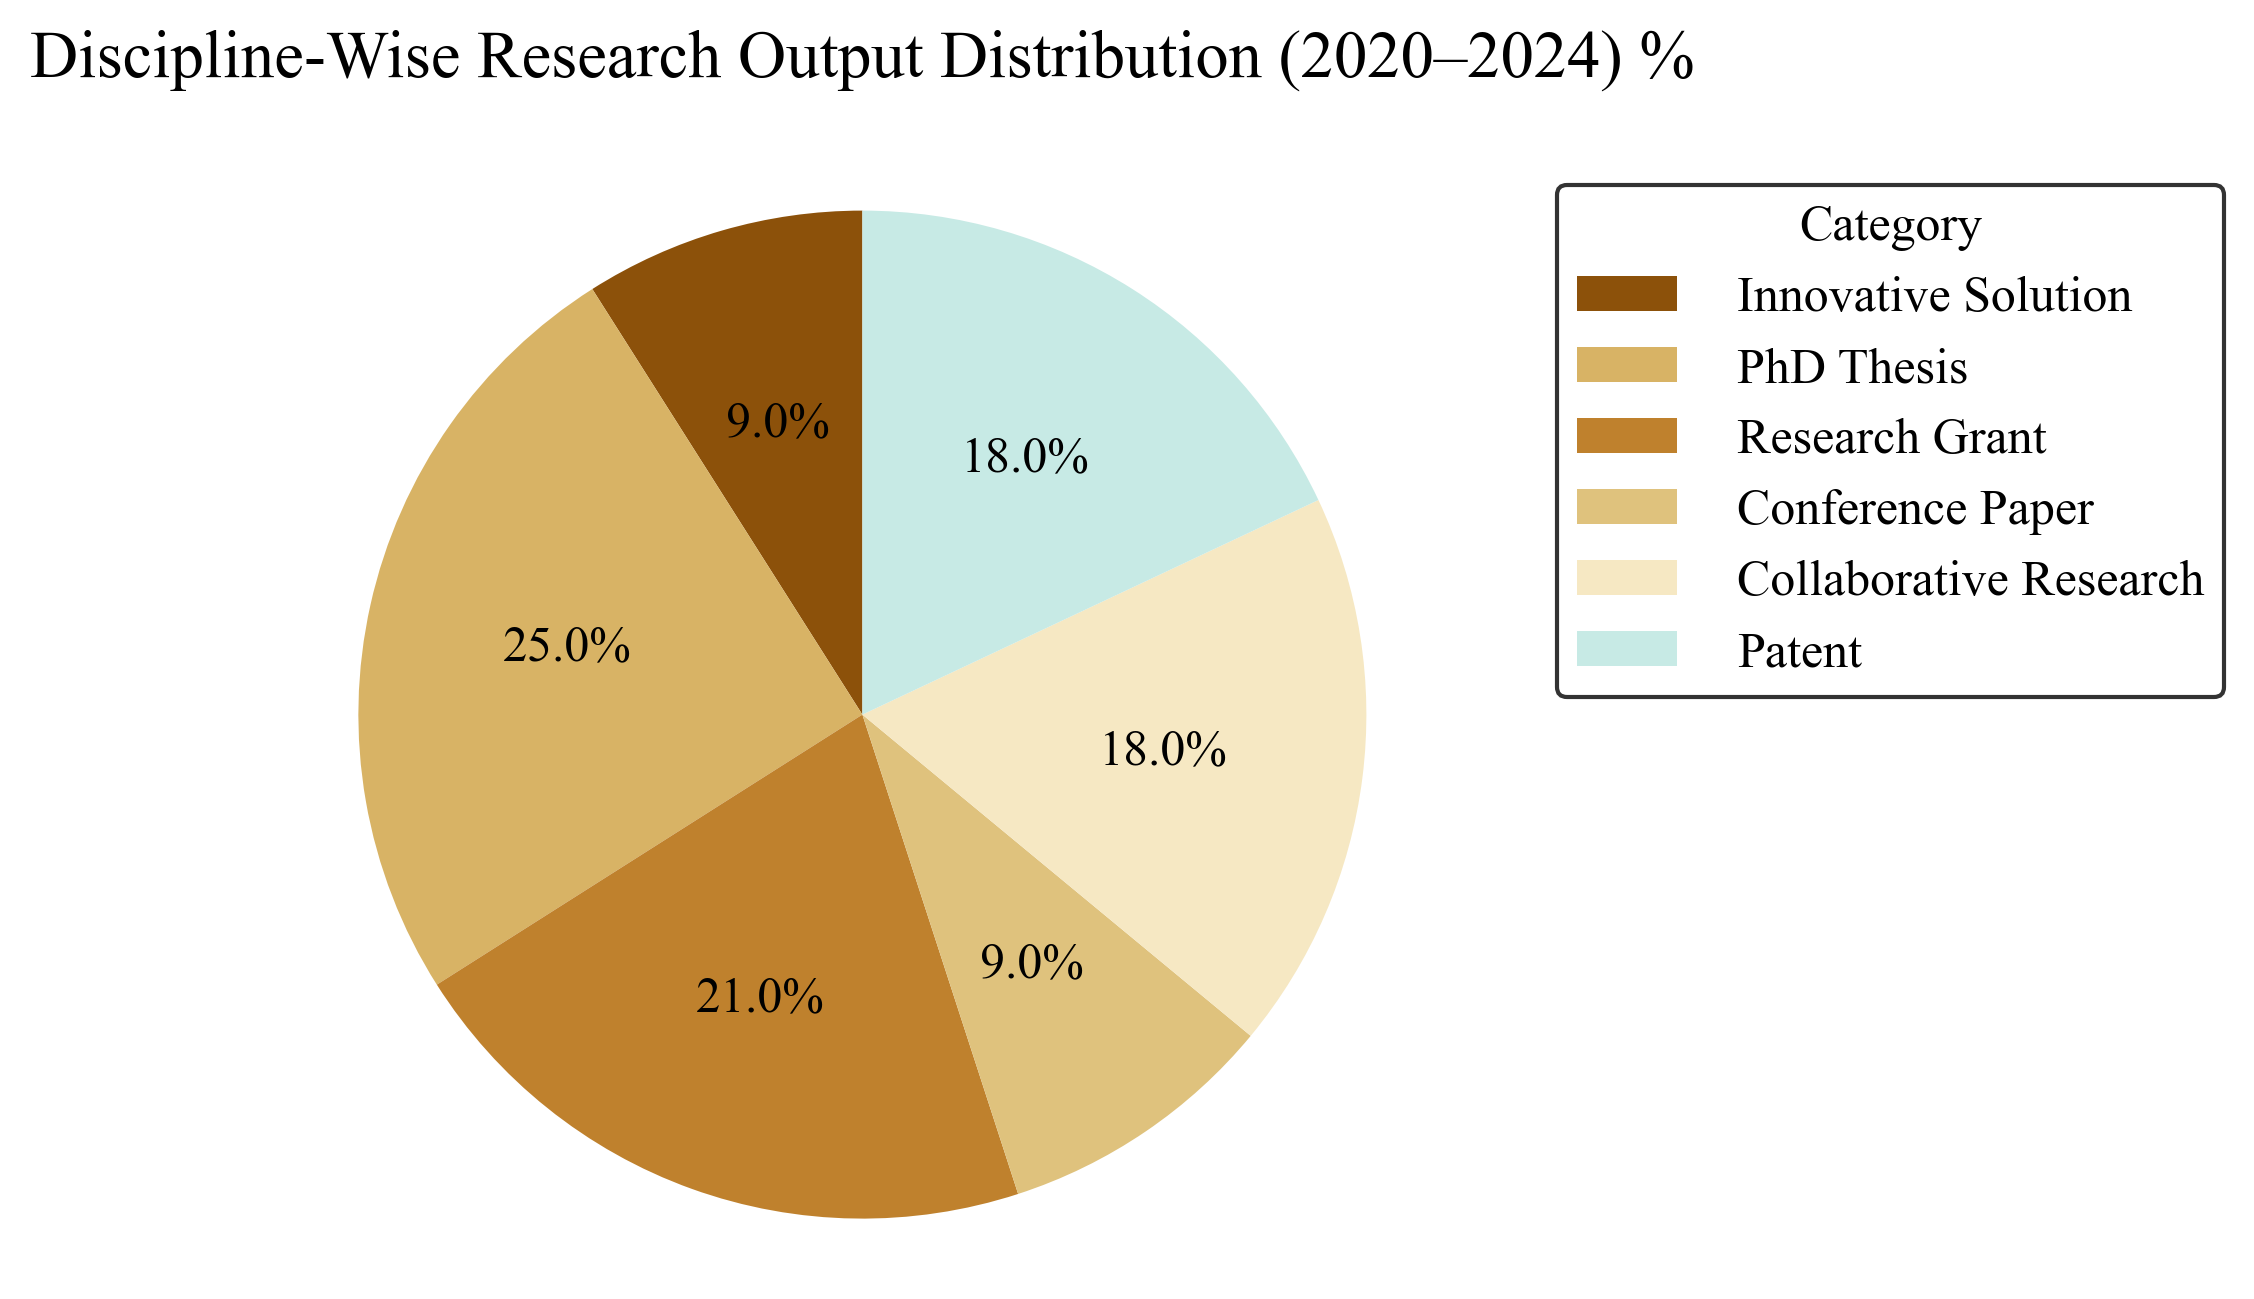 Discipline-Wise Research Output Distribution (2020–2024) %
Category
Innovative Solution
PhD Thesis
Research Grant
Conference Paper
Collaborative Research
Patent
9.0%
18.0%
25.0%
18.0%
9.0%
21.0%